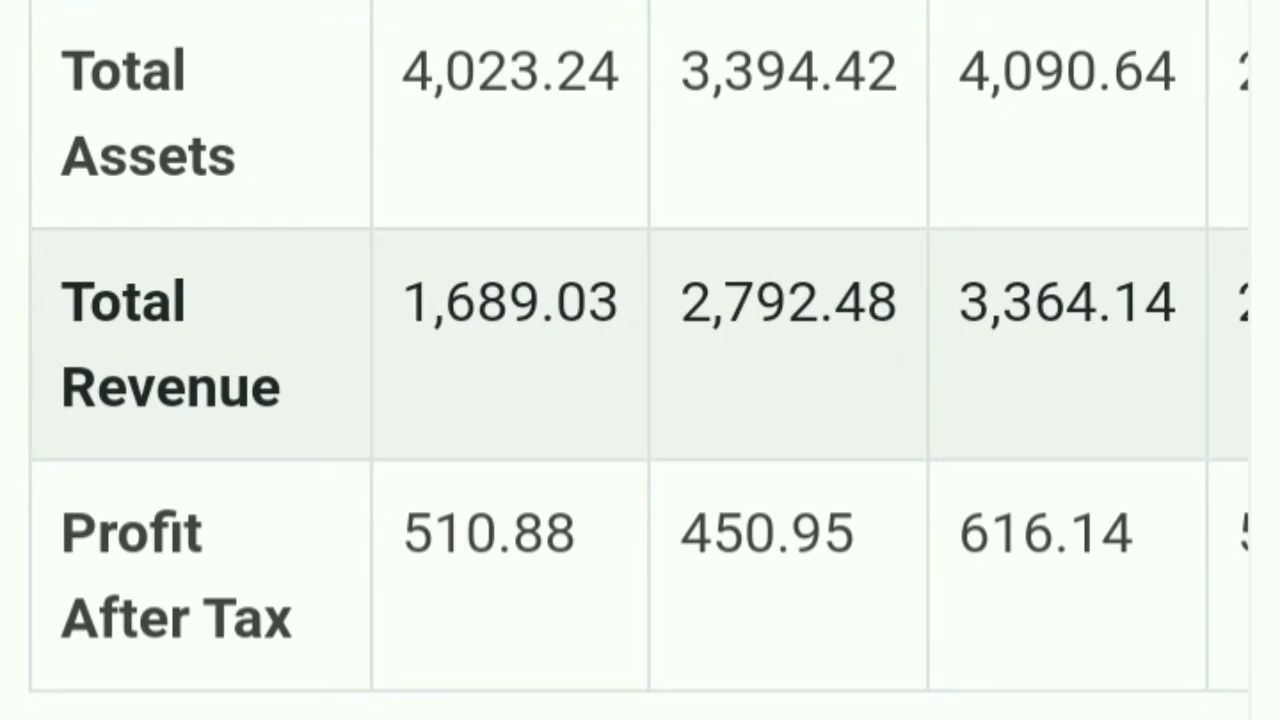 Total 4,023.24 3,394.42 4,090.64
Assets
Total 1,689.03 2,792.48 3,364.14
Revenue
Profit 510.88 450.95 616.14
After Tax